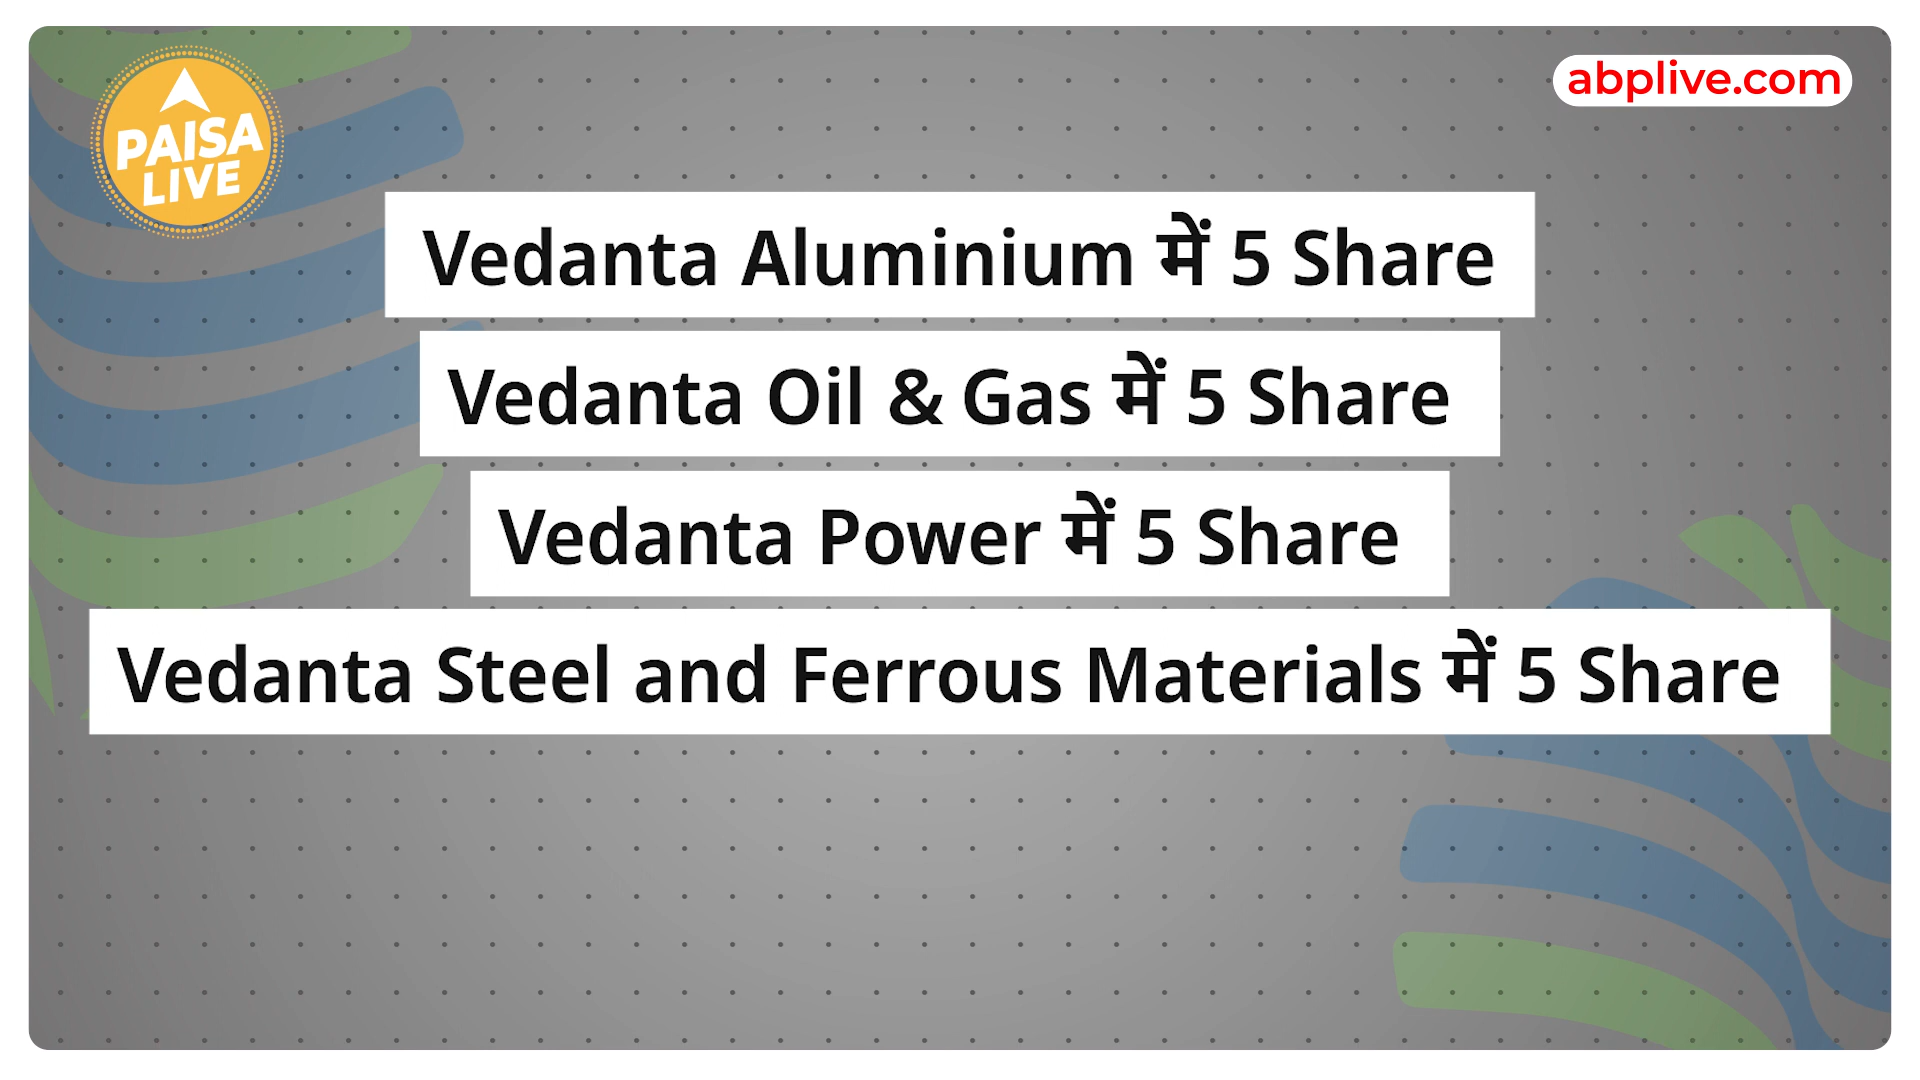 PAISA
LIVE
abplive.com
Vedanta Aluminium में 5 Share
Vedanta Oil & Gas में 5 Share
Vedanta Power में 5 Share
Vedanta Steel and Ferrous Materials में 5 Share